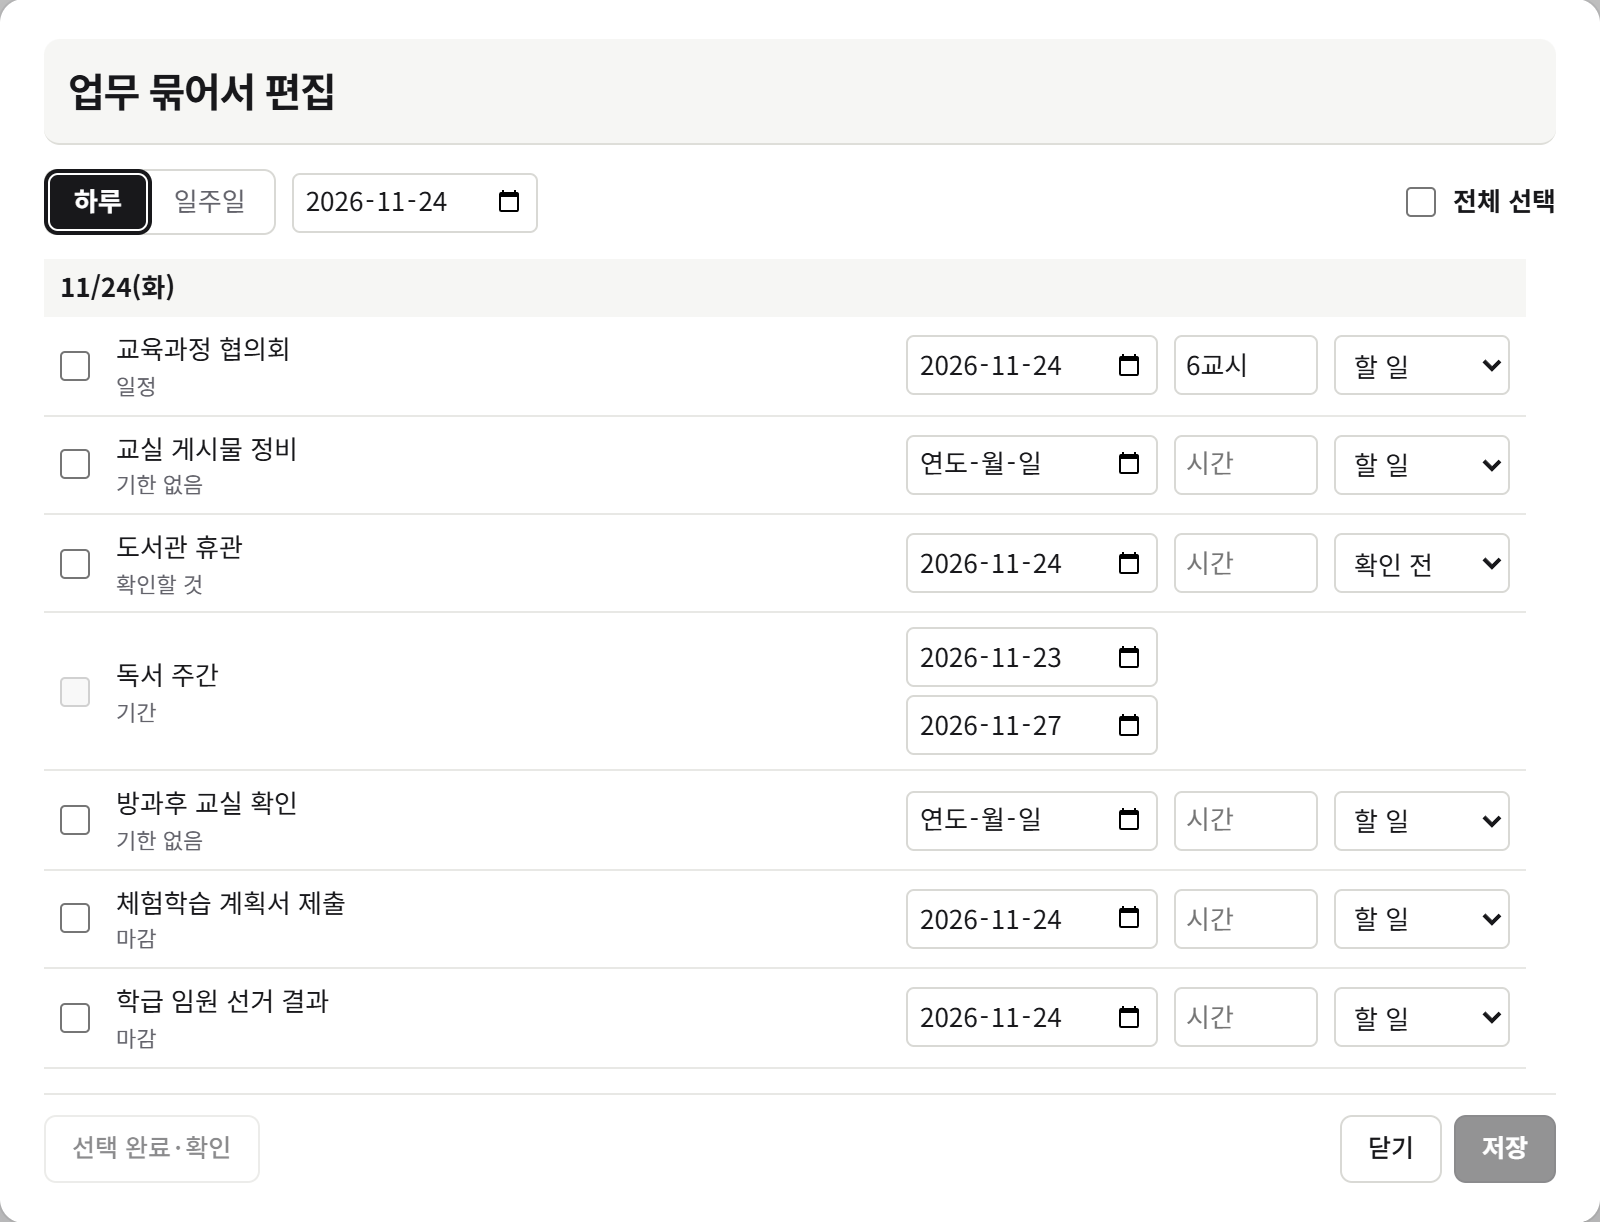 업무 묶어서 편집
하루 일주일 2026-11-24 전체 선택
11/24(화)
교육과정 협의회
일정
2026-11-24 6교시 할 일
교실 게시물 정비
기한 없음
연도-월-일 시간 할 일
도서관 휴관
확인할 것
2026-11-24 시간 확인 전
독서 주간
기간
2026-11-23
2026-11-27
방과후 교실 확인
기한 없음
연도-월-일 시간 할 일
체험학습 계획서 제출
마감
2026-11-24 시간 할 일
학급 임원 선거 결과
마감
2026-11-24 시간 할 일
선택 완료·확인 닫기 저장